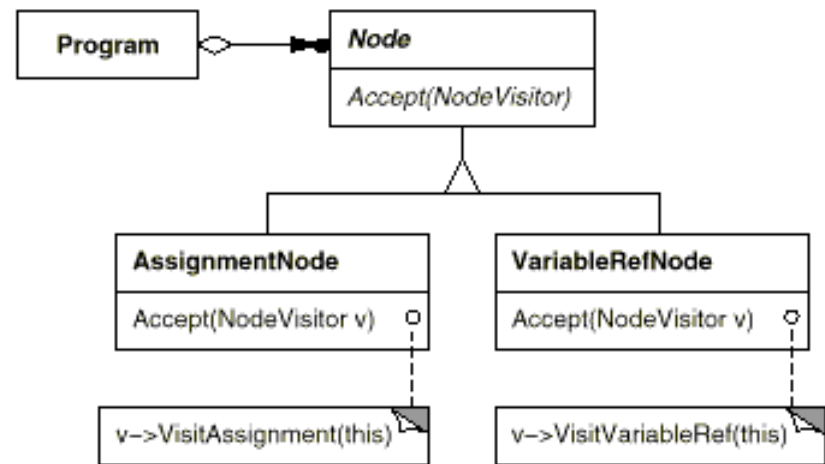 Program
Node
Accept(NodeVisitor)
AssignmentNode
Accept(NodeVisitor v)
VariableRefNode
Accept(NodeVisitor v)
v−>VisitAssignment(this)
v−>VisitVariableRef(this)